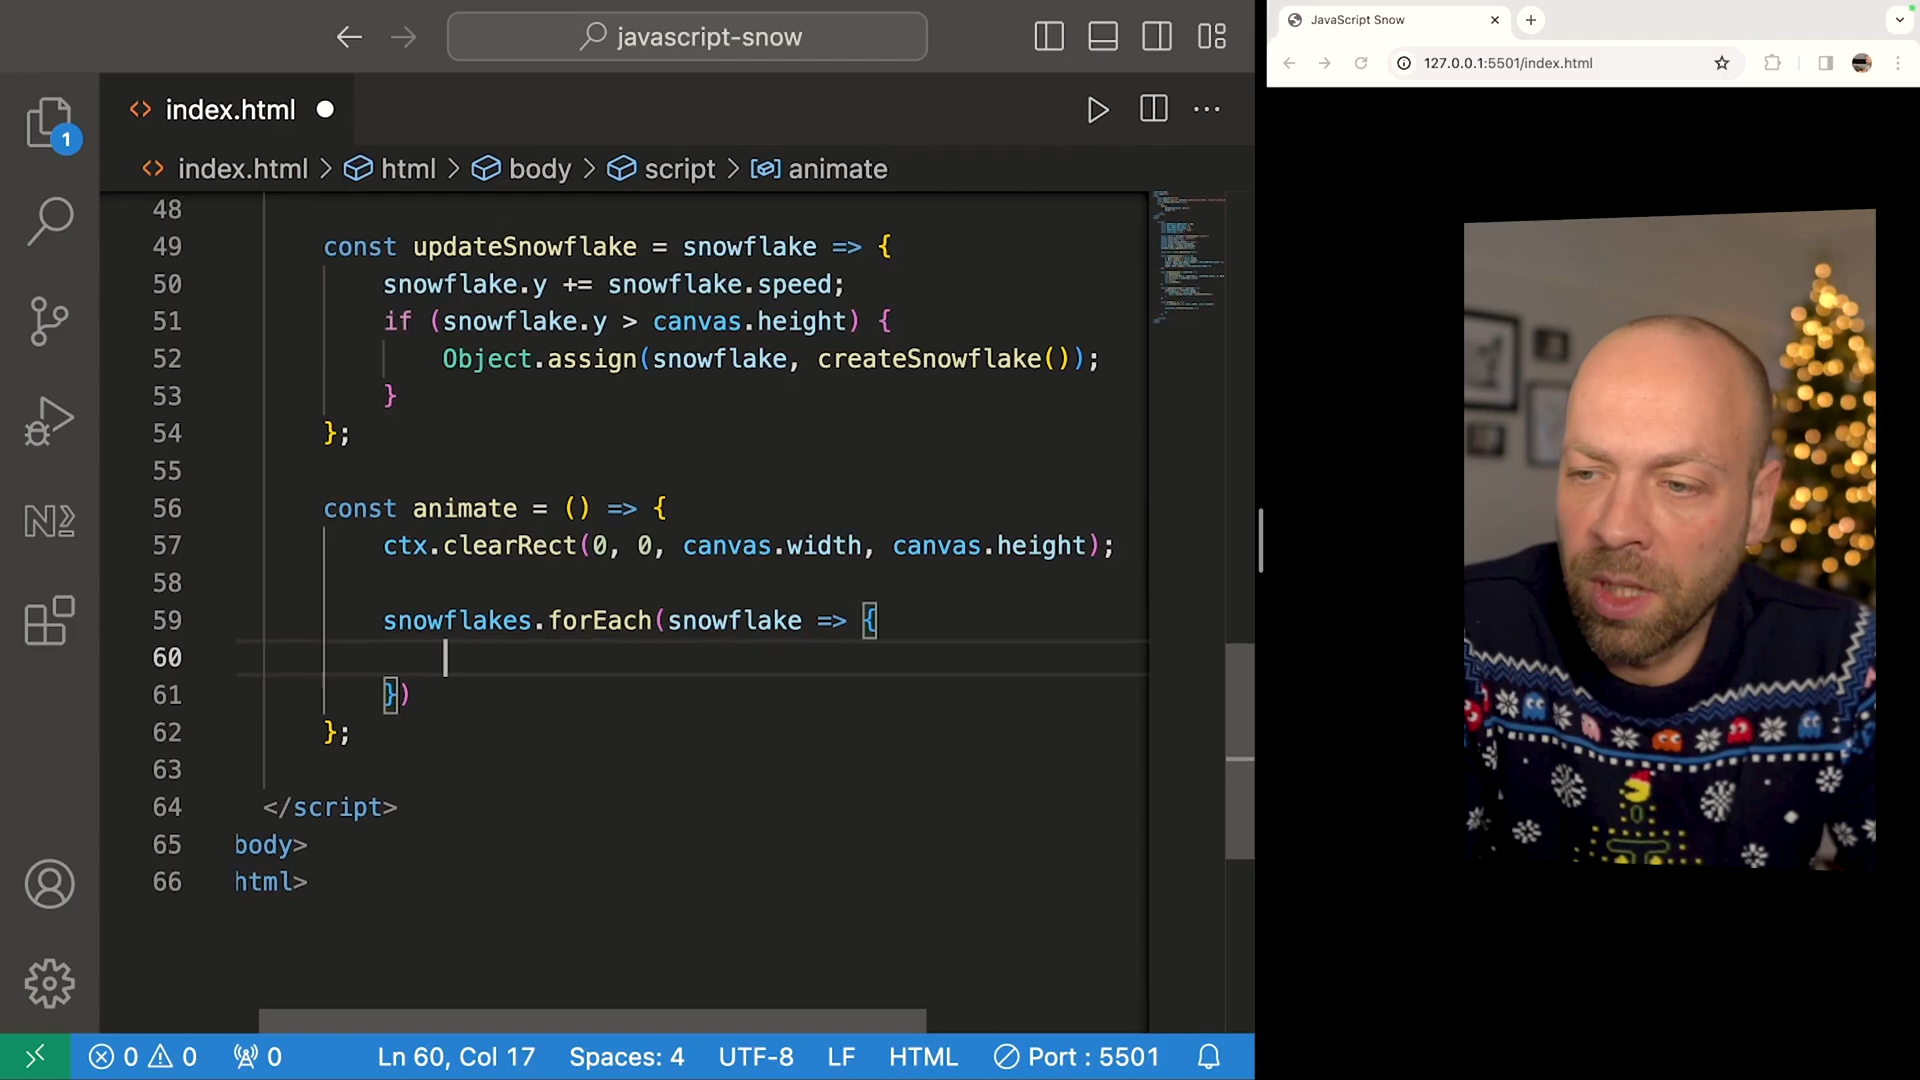 javascript-snow
JavaScript Snow
127.0.0.1:5501/index.html
1
index.html
index.html > html > body > script > animate
48
49 const updateSnowflake = snowflake => {
50 snowflake.y += snowflake.speed;
51 if (snowflake.y > canvas.height) {
52 Object.assign(snowflake, createSnowflake());
53 }
54 };
55
56 const animate = () => {
57 ctx.clearRect(0, 0, canvas.width, canvas.height);
58
59 snowflakes.forEach(snowflake => {
60
61 })
62 };
63
64 </script>
65 body>
66 html>
0 0 0 Ln 60, Col 17 Spaces: 4 UTF-8 LF HTML Port : 5501